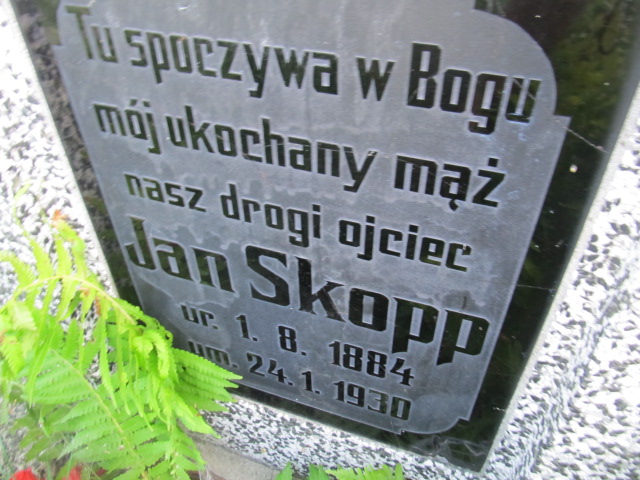 Tu spoczywa w Bogu
mój ukochany mąż
nasz drogi ojciec
Jan Skopp
ur. 1. 8. 1884
um. 24. 1. 1930